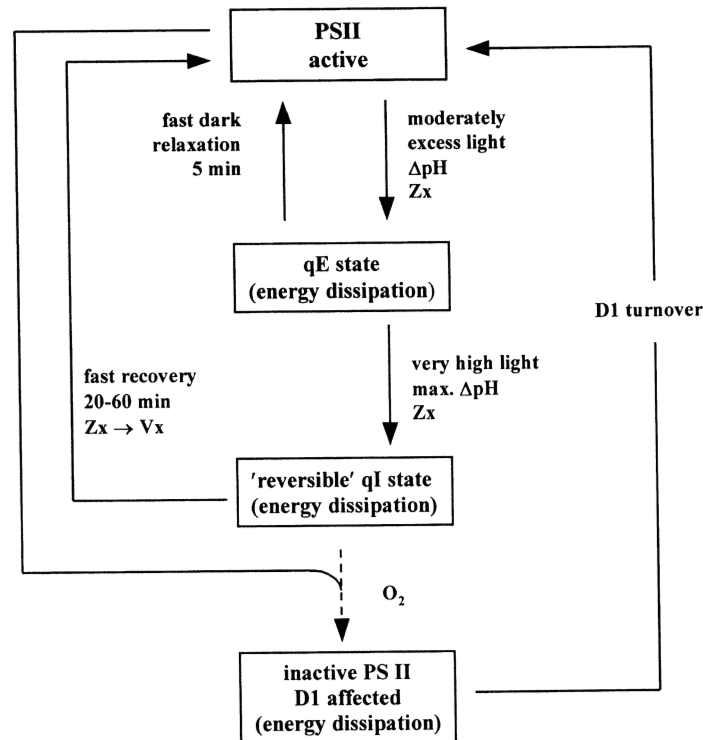 PSII
active
fast dark
relaxation
5 min
moderately
excess light
ΔpH
Zx
qE state
(energy dissipation)
D1 turnover
fast recovery
20-60 min
Zx → Vx
very high light
max. ΔpH
Zx
'reversible' qI state
(energy dissipation)
O₂
inactive PS II
D1 affected
(energy dissipation)